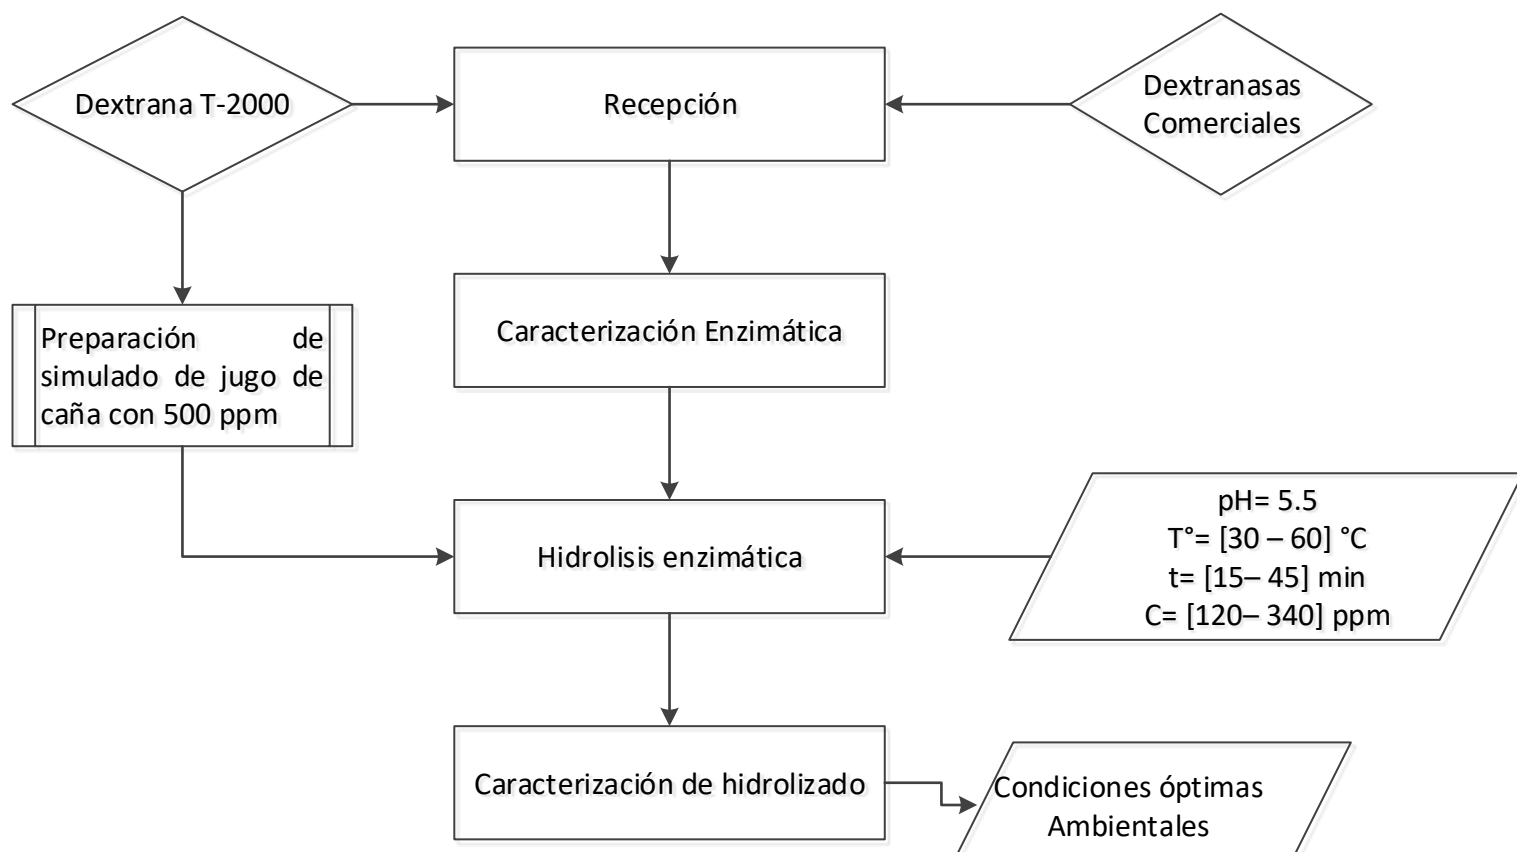 Dextrana T-2000
Recepción
Dextranasas
Comerciales
Caracterización Enzimática
Preparación de
simulado de jugo de
caña con 500 ppm
Hidrolisis enzimática
pH= 5.5
T°= [30 – 60] °C
t= [15– 45] min
C= [120– 340] ppm
Caracterización de hidrolizado
Condiciones óptimas
Ambientales